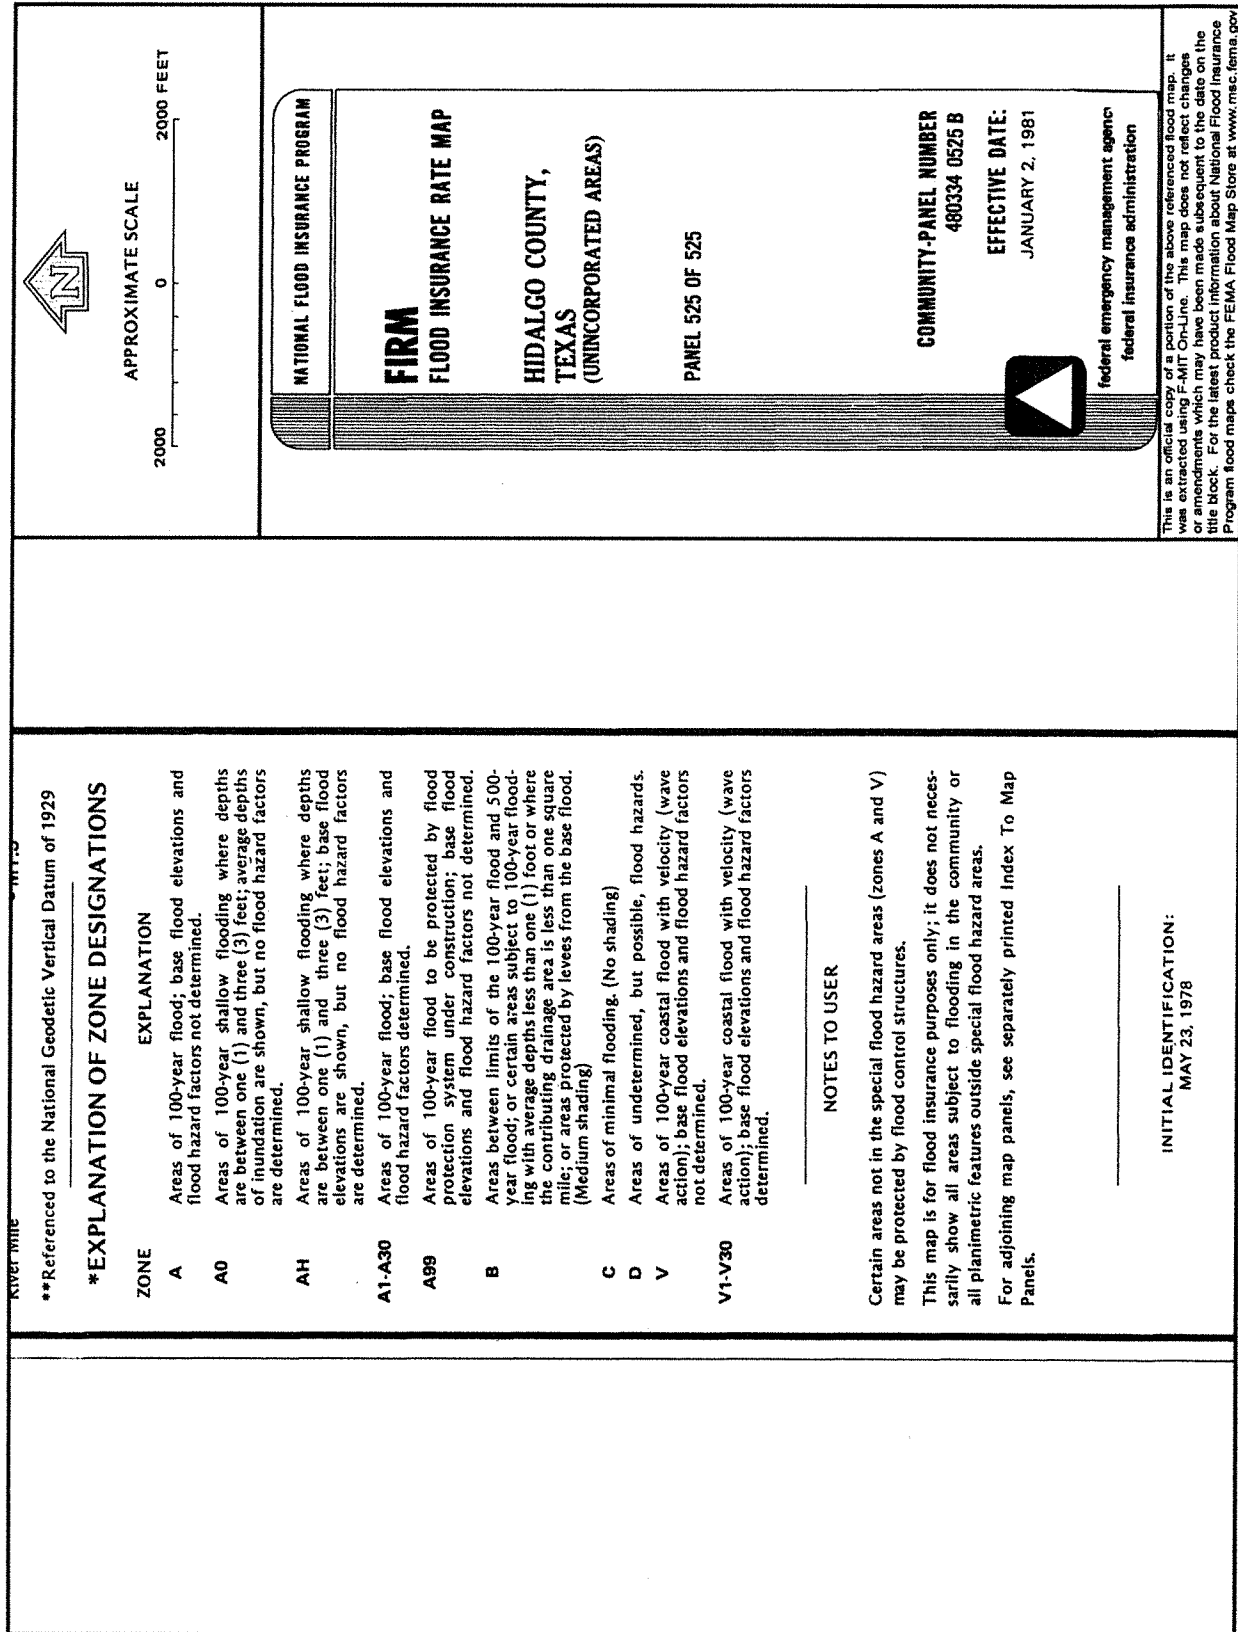 River Mile
**Referenced to the National Geodetic Vertical Datum of 1929
*EXPLANATION OF ZONE DESIGNATIONS
ZONE EXPLANATION
A Areas of 100-year flood; base flood elevations and
flood hazard factors not determined.
A0 Areas of 100-year shallow flooding where depths
are between one (1) and three (3) feet; average depths
of inundation are shown, but no flood hazard factors
are determined.
AH Areas of 100-year shallow flooding where depths
are between one (1) and three (3) feet; base flood
elevations are shown, but no flood hazard factors
are determined.
A1-A30 Areas of 100-year flood; base flood elevations and
flood hazard factors determined.
A99 Areas of 100-year flood to be protected by flood
protection system under construction; base flood
elevations and flood hazard factors not determined.
B Areas between limits of the 100-year flood and 500-
year flood; or certain areas subject to 100-year flood-
ing with average depths less than one (1) foot or where
the contributing drainage area is less than one square
mile; or areas protected by levees from the base flood.
(Medium shading)
C Areas of minimal flooding. (No shading)
D Areas of undetermined, but possible, flood hazards.
V Areas of 100-year coastal flood with velocity (wave
action); base flood elevations and flood hazard factors
not determined.
V1-V30 Areas of 100-year coastal flood with velocity (wave
action); base flood elevations and flood hazard factors
determined.
NOTES TO USER
Certain areas not in the special flood hazard areas (zones A and V)
may be protected by flood control structures.
This map is for flood insurance purposes only; it does not neces-
sarily show all areas subject to flooding in the community or
all planimetric features outside special flood hazard areas.
For adjoining map panels, see separately printed Index To Map
Panels.
INITIAL IDENTIFICATION:
MAY 23, 1978
N
APPROXIMATE SCALE
2000 0 2000 FEET
NATIONAL FLOOD INSURANCE PROGRAM
FIRM
FLOOD INSURANCE RATE MAP
HIDALGO COUNTY,
TEXAS
(UNINCORPORATED AREAS)
PANEL 525 OF 525
COMMUNITY-PANEL NUMBER
480334 0525 B
EFFECTIVE DATE:
JANUARY 2, 1981
federal emergency management agency
federal insurance administration
This is an official copy of a portion of the above referenced flood map. It
was extracted using F-MIT On-Line. This map does not reflect changes
or amendments which may have been made subsequent to the date on the
title block. For the latest product information about National Flood Insurance
Program flood maps check the FEMA Flood Map Store at www.msc.fema.gov